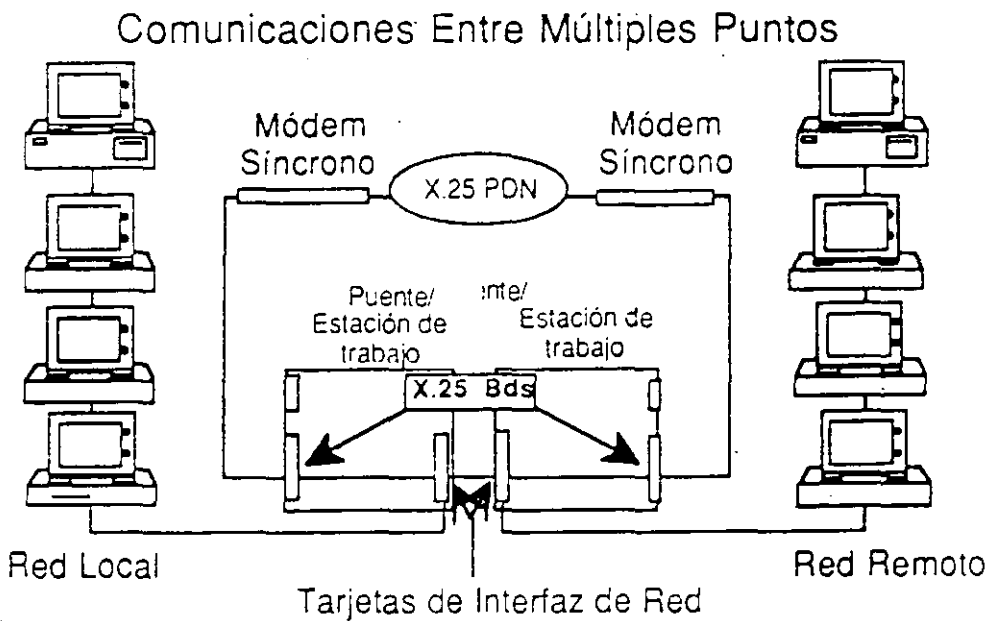 Comunicaciones Entre Múltiples Puntos
Módem
Síncrono
Módem
Síncrono
X.25 PDN
Puente/
Estación de
trabajo
Estación de
trabajo
X.25 Bds
Red Local
Red Remoto
Tarjetas de Interfaz de Red